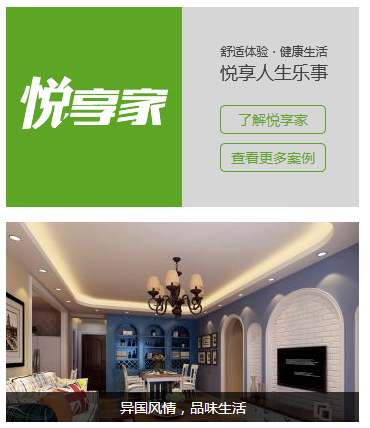 悦享家
舒适体验·健康生活
悦享人生乐事
了解悦享家
查看更多案例
异国风情，品味生活